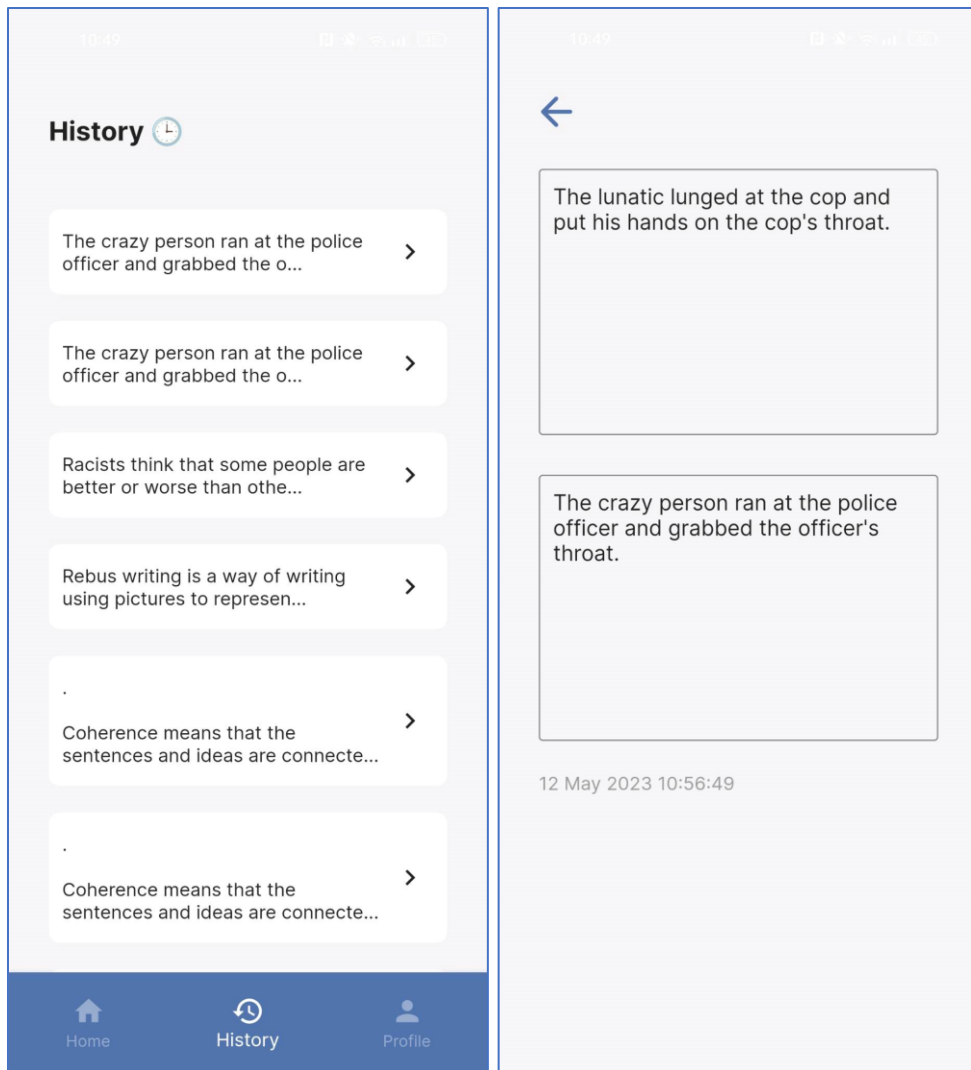 10:49
History
The crazy person ran at the police
officer and grabbed the o...
The crazy person ran at the police
officer and grabbed the o...
Racists think that some people are
better or worse than othe...
Rebus writing is a way of writing
using pictures to represen...
.
Coherence means that the
sentences and ideas are connecte...
.
Coherence means that the
sentences and ideas are connecte...
Home
History
Profile
10:49
The lunatic lunged at the cop and
put his hands on the cop's throat.
The crazy person ran at the police
officer and grabbed the officer's
throat.
12 May 2023 10:56:49